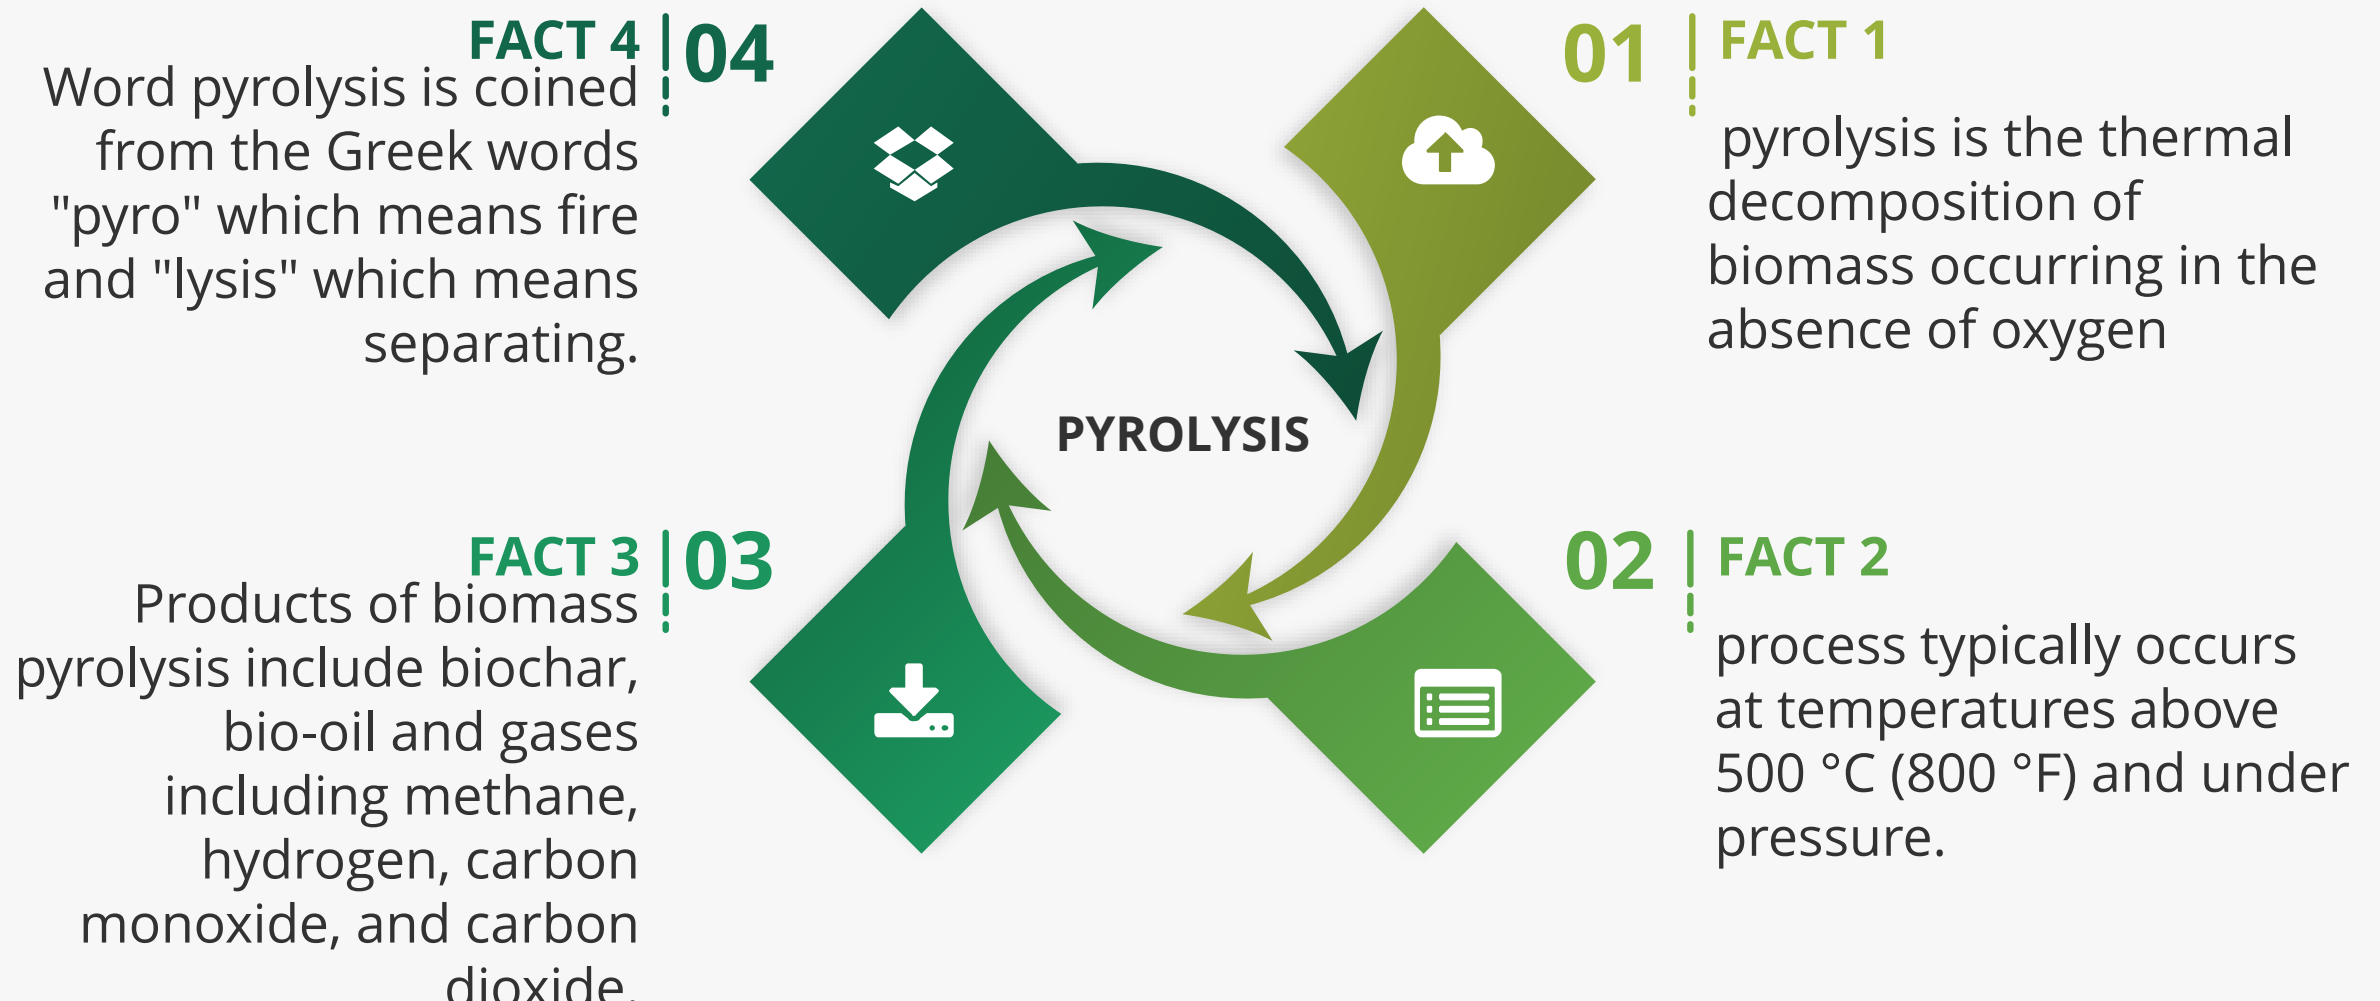 FACT 4
04
Word pyrolysis is coined
from the Greek words
"pyro" which means fire
and "lysis" which means
separating.
01
FACT 1
pyrolysis is the thermal
decomposition of
biomass occurring in the
absence of oxygen
PYROLYSIS
FACT 3
03
Products of biomass
pyrolysis include biochar,
bio-oil and gases
including methane,
hydrogen, carbon
monoxide, and carbon
dioxide.
02
FACT 2
process typically occurs
at temperatures above
500 °C (800 °F) and under
pressure.